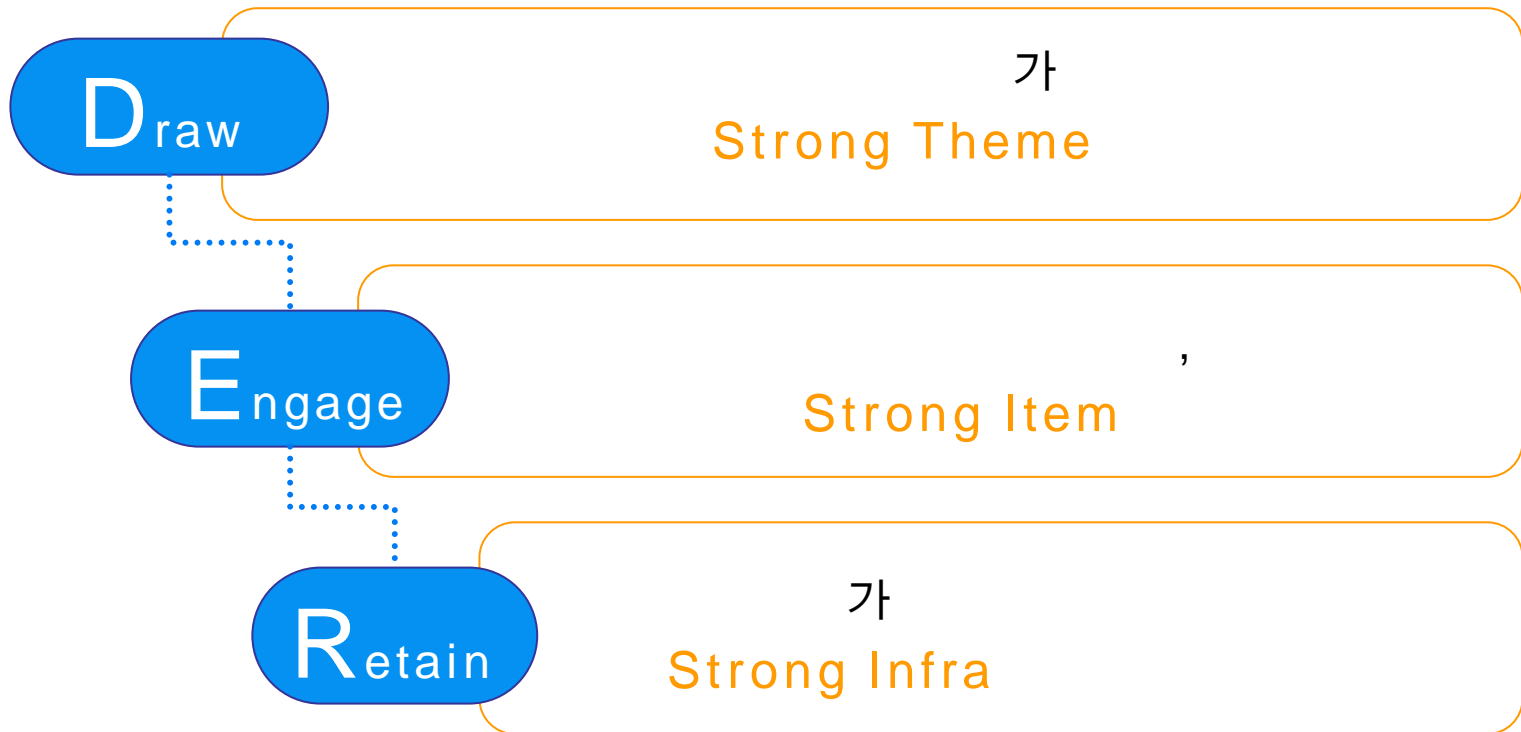 Draw
가
Strong Theme
Engage
,
Strong Item
Retain
가
Strong Infra